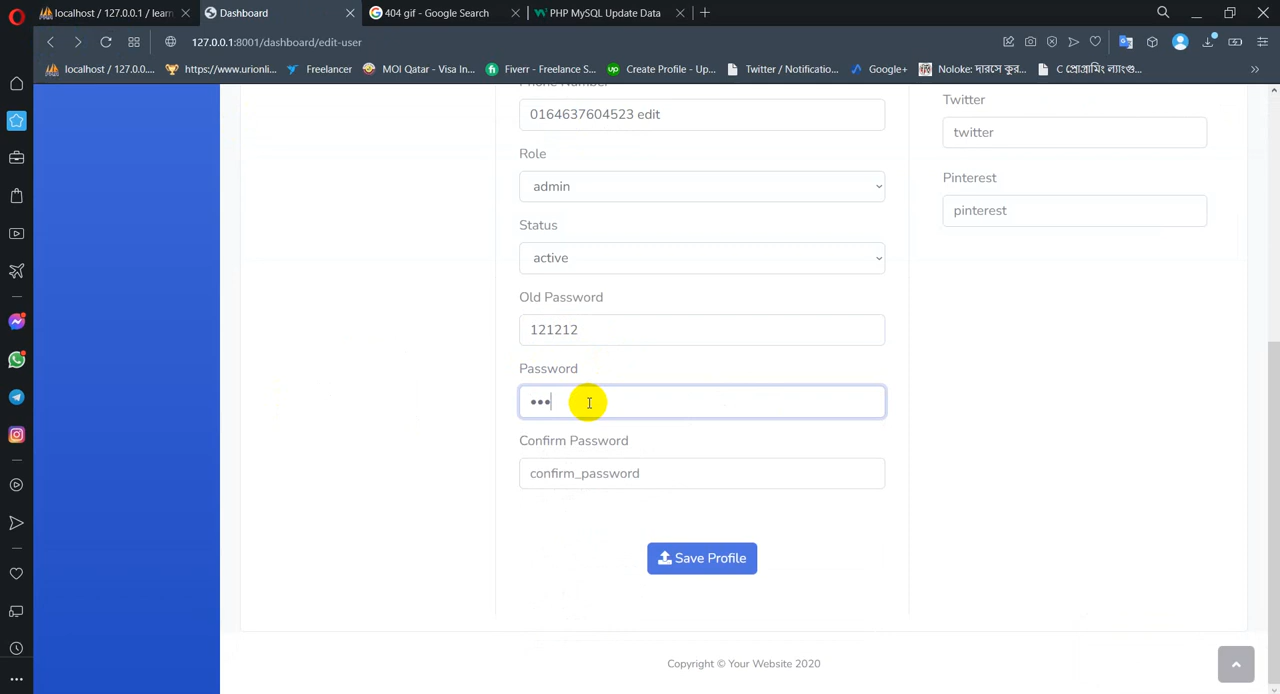 localhost / 127.0.0.1 / learn
Dashboard
404 gif - Google Search
PHP MySQL Update Data
127.0.0.1:8001/dashboard/edit-user
localhost / 127.0.0....
https://www.urionli...
Freelancer
MOI Qatar - Visa In...
Fiverr - Freelance S...
Create Profile - Up...
Twitter / Notificatio...
Google+
Noloke: দারসে কুর...
C প্রোগ্রামিং ল্যাংগু...
Phone Number
0164637604523 edit
Role
admin
Status
active
Old Password
121212
Password
•••
Confirm Password
confirm_password
Save Profile
Twitter
twitter
Pinterest
pinterest
Copyright © Your Website 2020